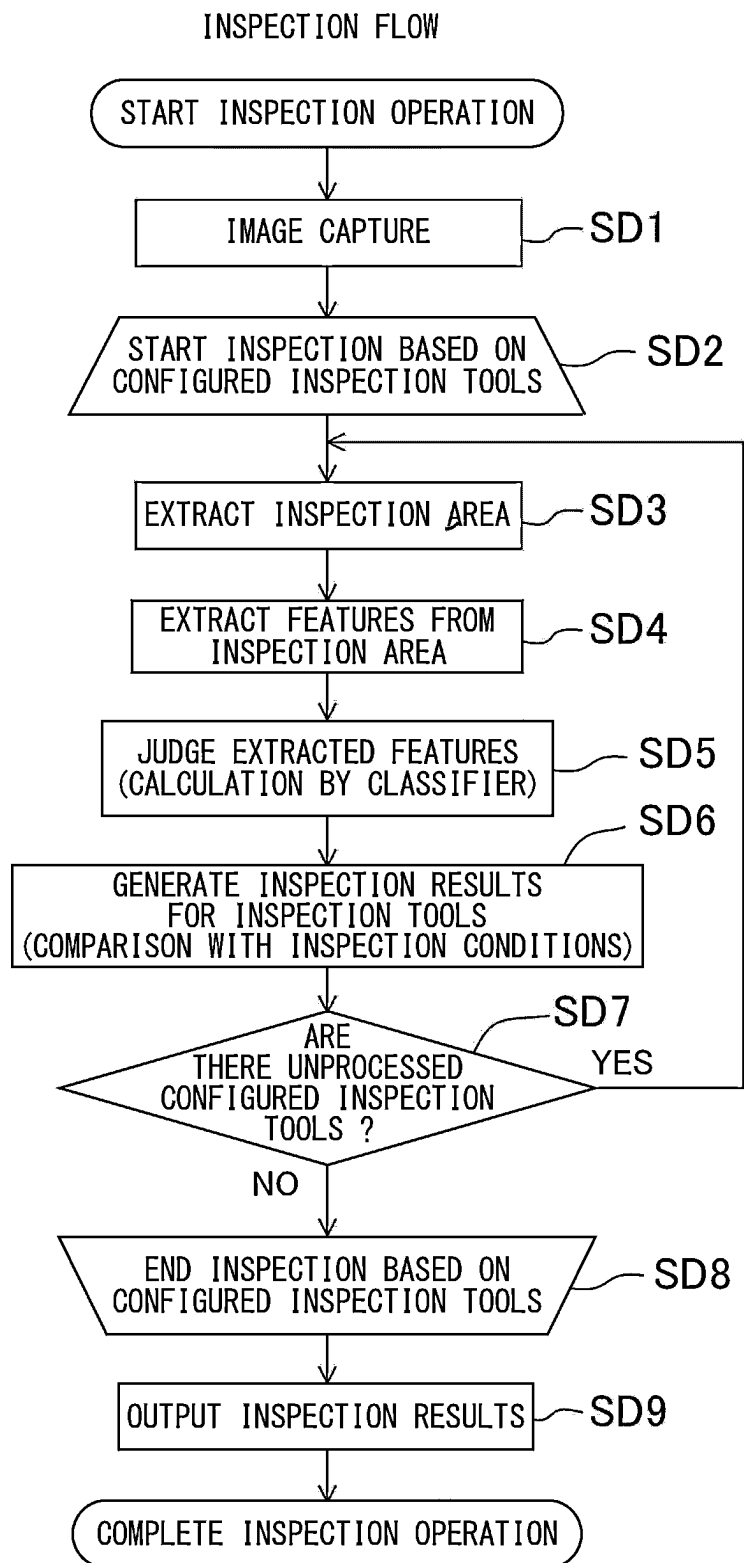 INSPECTION FLOW
START INSPECTION OPERATION
IMAGE CAPTURE
SD1
START INSPECTION BASED ON
CONFIGURED INSPECTION TOOLS
SD2
EXTRACT INSPECTION AREA
SD3
EXTRACT FEATURES FROM
INSPECTION AREA
SD4
JUDGE EXTRACTED FEATURES
(CALCULATION BY CLASSIFIER)
SD5
SD6
GENERATE INSPECTION RESULTS
FOR INSPECTION TOOLS
(COMPARISON WITH INSPECTION CONDITIONS)
SD7
ARE
THERE UNPROCESSED
CONFIGURED INSPECTION
TOOLS ?
YES
NO
END INSPECTION BASED ON
CONFIGURED INSPECTION TOOLS
SD8
OUTPUT INSPECTION RESULTS
SD9
COMPLETE INSPECTION OPERATION